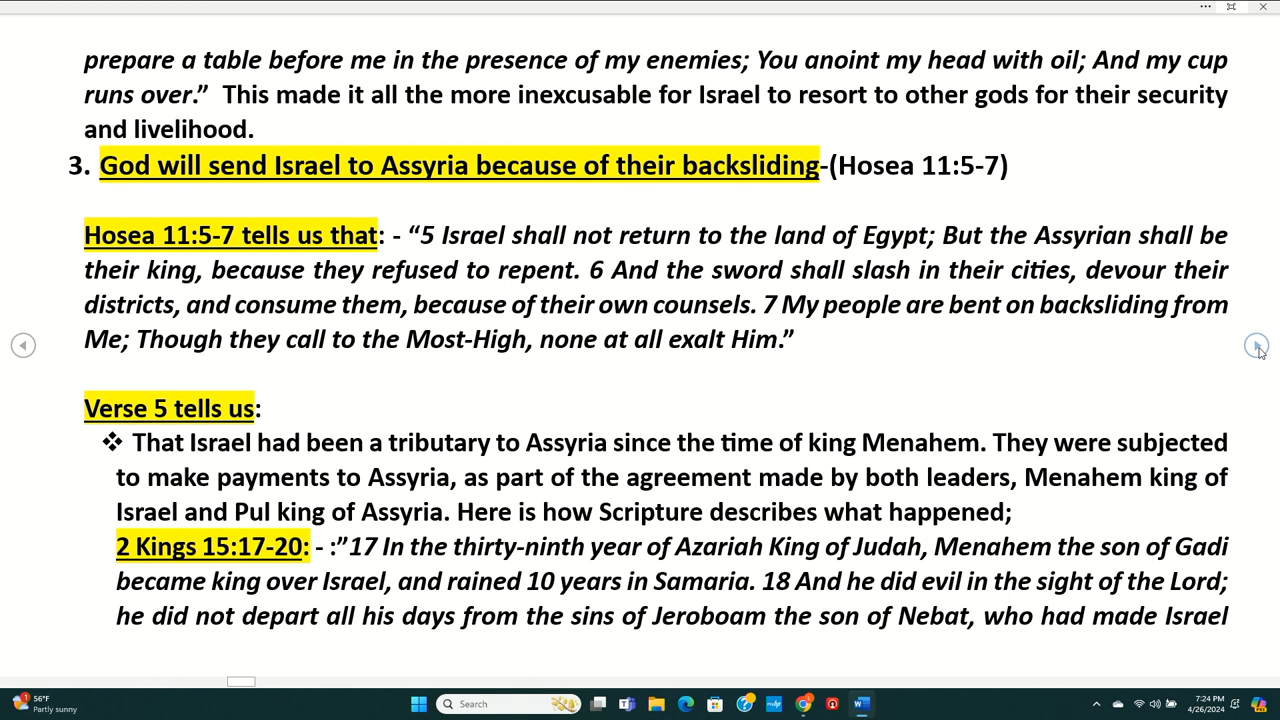 prepare a table before me in the presence of my enemies; You anoint my head with oil; And my cup
runs over.” This made it all the more inexcusable for Israel to resort to other gods for their security
and livelihood.
3. God will send Israel to Assyria because of their backsliding-(Hosea 11:5-7)
Hosea 11:5-7 tells us that: - “5 Israel shall not return to the land of Egypt; But the Assyrian shall be
their king, because they refused to repent. 6 And the sword shall slash in their cities, devour their
districts, and consume them, because of their own counsels. 7 My people are bent on backsliding from
Me; Though they call to the Most-High, none at all exalt Him.”
Verse 5 tells us:
❖ That Israel had been a tributary to Assyria since the time of king Menahem. They were subjected
to make payments to Assyria, as part of the agreement made by both leaders, Menahem king of
Israel and Pul king of Assyria. Here is how Scripture describes what happened;
2 Kings 15:17-20: - :”17 In the thirty-ninth year of Azariah King of Judah, Menahem the son of Gadi
became king over Israel, and rained 10 years in Samaria. 18 And he did evil in the sight of the Lord;
he did not depart all his days from the sins of Jeroboam the son of Nebat, who had made Israel
1
56°F
Partly sunny
Search
7:24 PM
4/26/2024